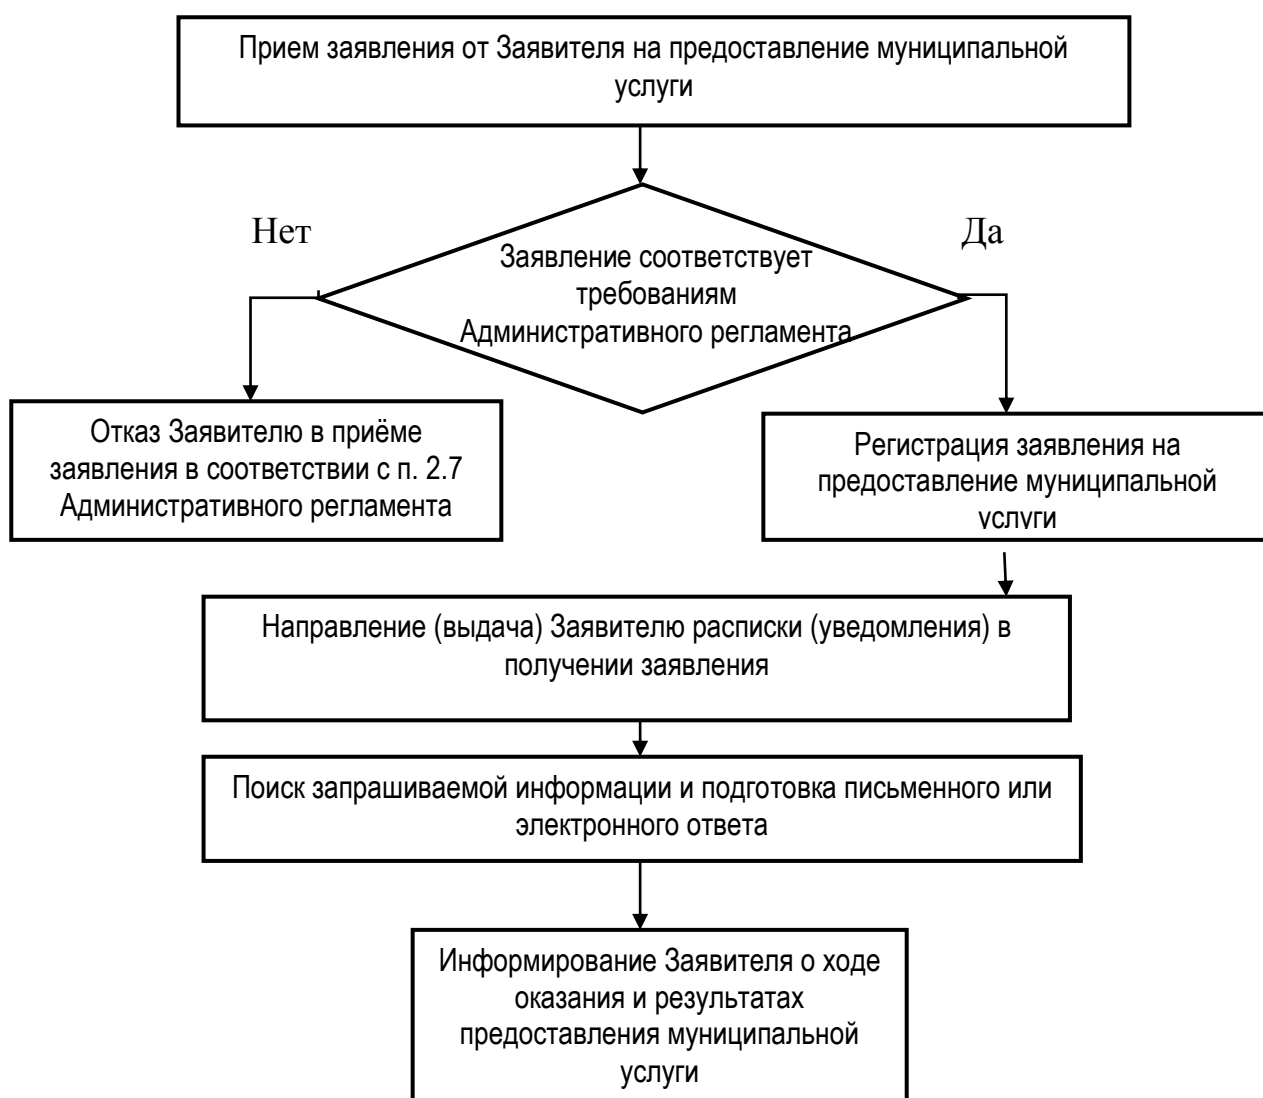 Прием заявления от Заявителя на предоставление муниципальной
услуги
Нет
Да
Заявление соответствует
требованиям
Административного регламента
Отказ Заявителю в приёме
заявления в соответствии с п. 2.7
Административного регламента
Регистрация заявления на
предоставление муниципальной
услуги
Направление (выдача) Заявителю расписки (уведомления) в
получении заявления
Поиск запрашиваемой информации и подготовка письменного или
электронного ответа
Информирование Заявителя о ходе
оказания и результатах
предоставления муниципальной
услуги